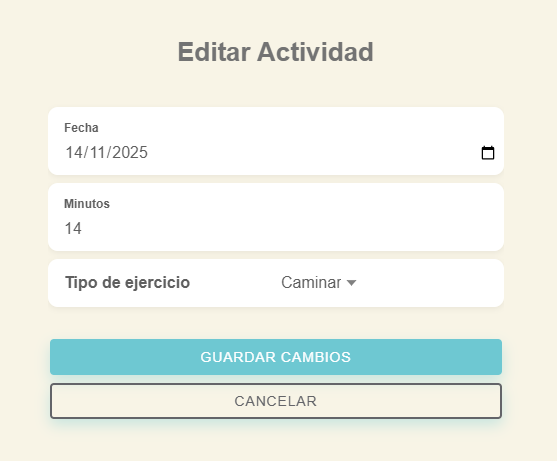 Editar Actividad
Fecha
14/11/2025
Minutos
14
Tipo de ejercicio Caminar
GUARDAR CAMBIOS
CANCELAR